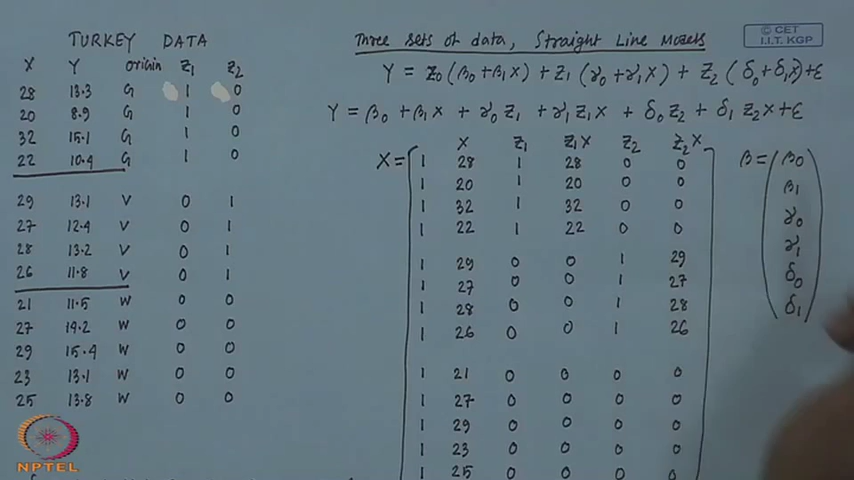 TURKEY DATA
X Y Origin Z1 Z2
28 13.3 G 1 0
20 8.9 G 1 0
32 15.1 G 1 0
22 10.4 G 1 0
29 13.1 V 0 1
27 12.4 V 0 1
28 13.2 V 0 1
26 11.8 V 0 1
21 11.5 W 0 0
27 14.2 W 0 0
29 15.4 W 0 0
23 13.1 W 0 0
25 13.8 W 0 0
NPTEL
Three sets of data, Straight Line Models
© CET
I.I.T. KGP
Y = Z0 (β0+β1X) + Z1 (γ0+γ1X) + Z2 (δ0+δ1X)+ε
Y = β0 + β1X + γ0 Z1 + γ1 Z1X + δ0 Z2 + δ1 Z2X+ε
X Z1 Z1X Z2 Z2X
X = 1 28 1 28 0 0
1 20 1 20 0 0
1 32 1 32 0 0
1 22 1 22 0 0
1 29 0 0 1 29
1 27 0 0 1 27
1 28 0 0 1 28
1 26 0 0 1 26
1 21 0 0 0 0
1 27 0 0 0 0
1 29 0 0 0 0
1 23 0 0 0 0
1 25 0 0 0 0
β = β0
β1
γ0
γ1
δ0
δ1